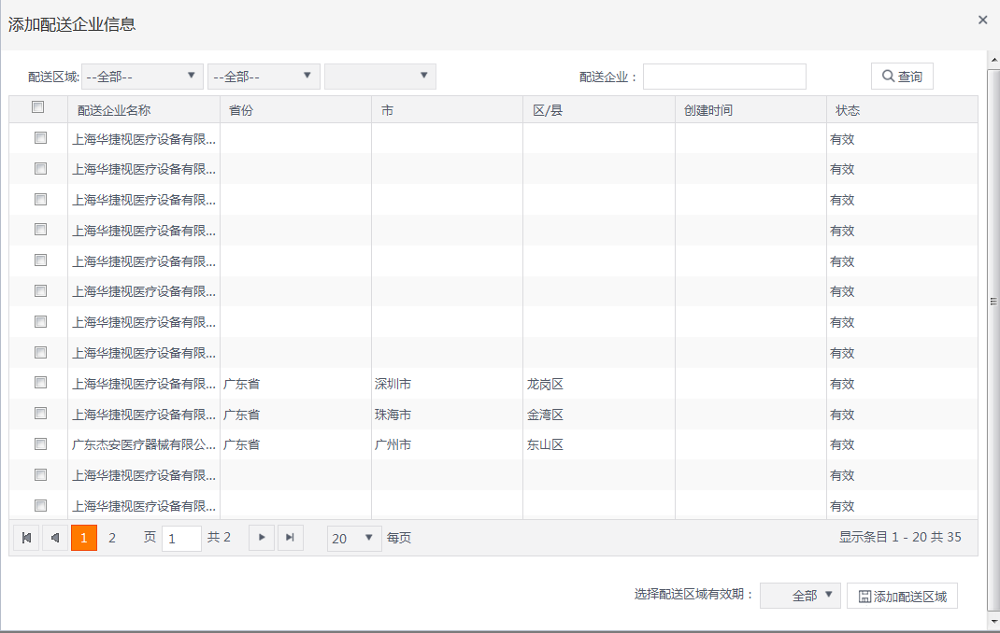 添加配送企业信息
配送区域: --全部-- --全部-- 配送企业： 查询
配送企业名称 省份 市 区/县 创建时间 状态
上海华捷视医疗设备有限... 有效
上海华捷视医疗设备有限... 有效
上海华捷视医疗设备有限... 有效
上海华捷视医疗设备有限... 有效
上海华捷视医疗设备有限... 有效
上海华捷视医疗设备有限... 有效
上海华捷视医疗设备有限... 有效
上海华捷视医疗设备有限... 有效
上海华捷视医疗设备有限... 广东省 深圳市 龙岗区 有效
上海华捷视医疗设备有限... 广东省 珠海市 金湾区 有效
广东杰安医疗器械有限公... 广东省 广州市 东山区 有效
上海华捷视医疗设备有限... 有效
上海华捷视医疗设备有限... 有效
1 2 页 1 共 2 20 每页 显示条目 1 - 20 共 35
选择配送区域有效期： 全部 添加配送区域